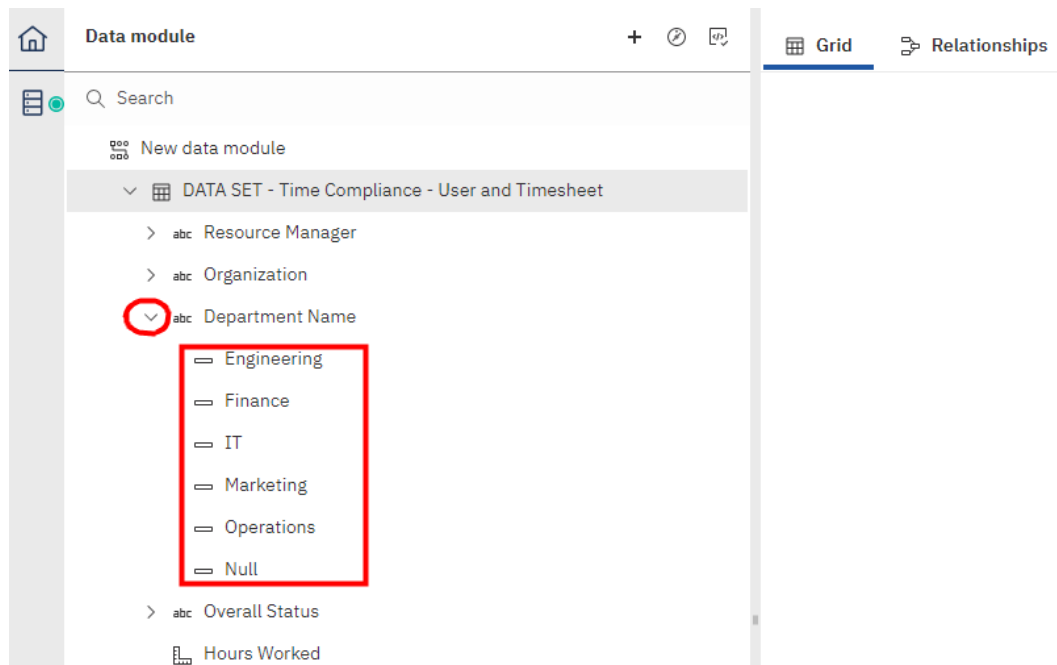 Data module
Grid
Relationships
Search
New data module
DATA SET - Time Compliance - User and Timesheet
abc Resource Manager
abc Organization
abc Department Name
Engineering
Finance
IT
Marketing
Operations
Null
abc Overall Status
Hours Worked